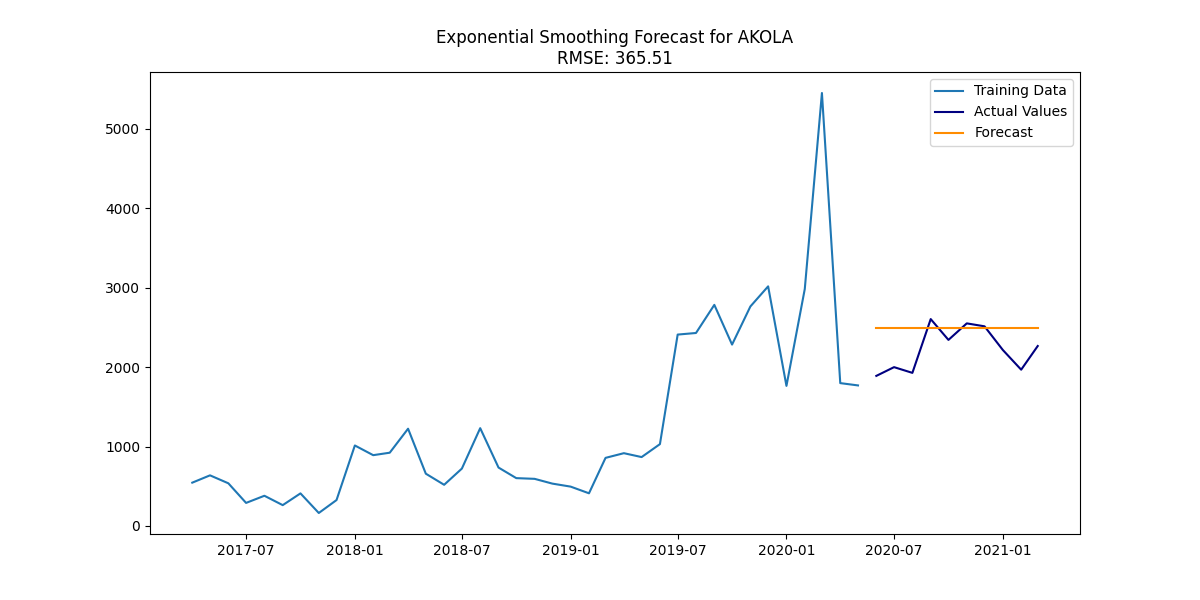 Exponential Smoothing Forecast for AKOLA
RMSE: 365.51
Training Data
Actual Values
Forecast
5000
4000
3000
2000
1000
0
2017-07
2018-01
2018-07
2019-01
2019-07
2020-01
2020-07
2021-01